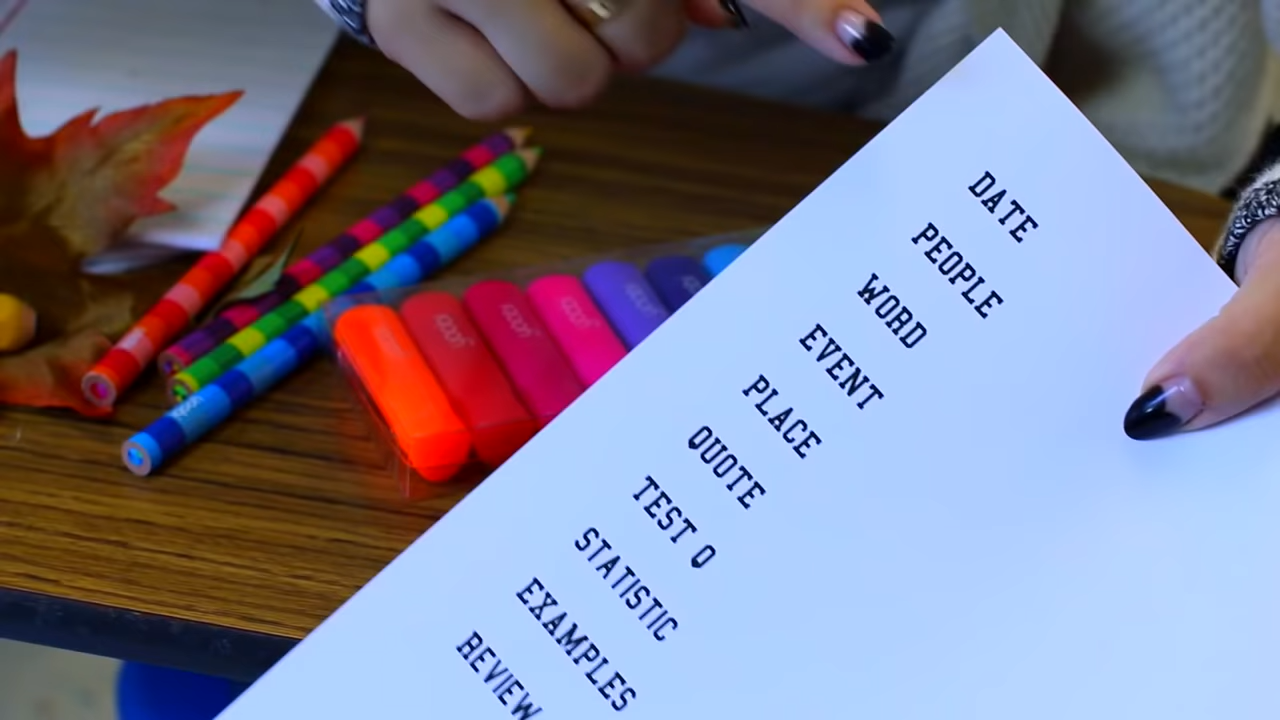 DATE
PEOPLE
WORD
EVENT
PLACE
QUOTE
TEST Q
STATISTIC
EXAMPLES
REVIEW